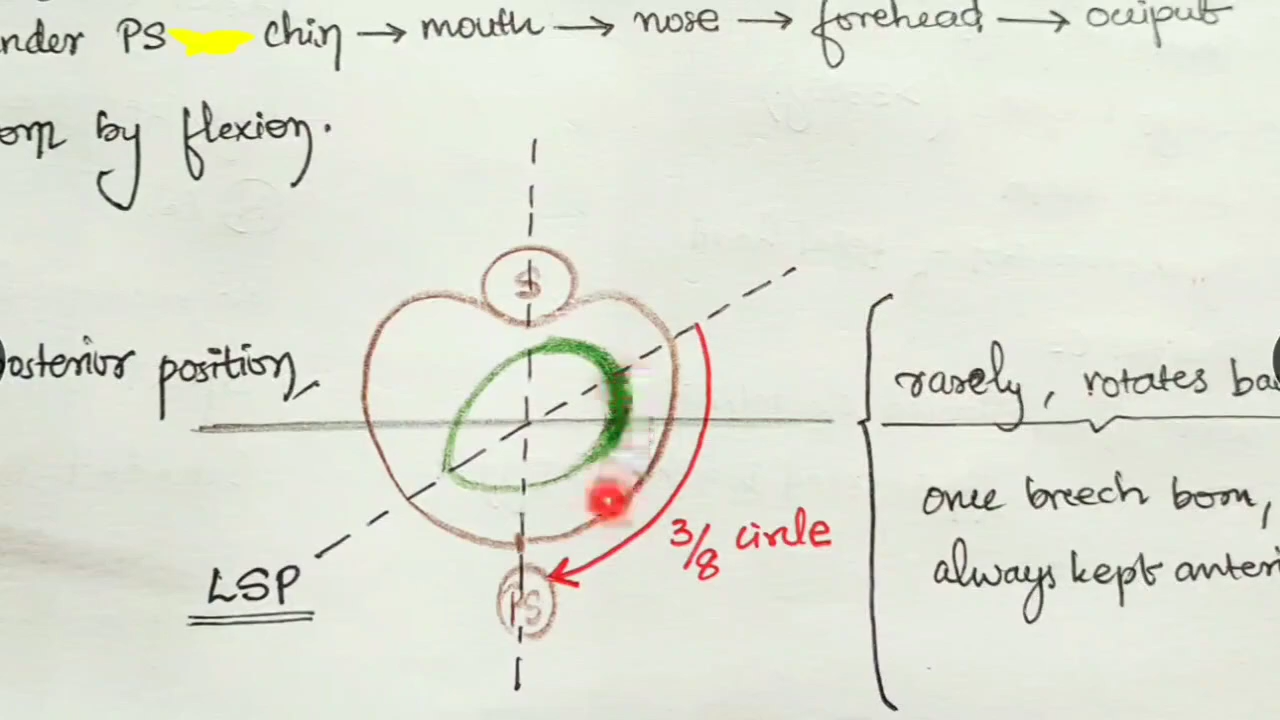 nder PS chin → mouth → nose → forehead → occiput
by flexion.
S
osterior position,
rarely, rotates ba
once breech born,
3/8 circle
always kept anteri
LSP
PS